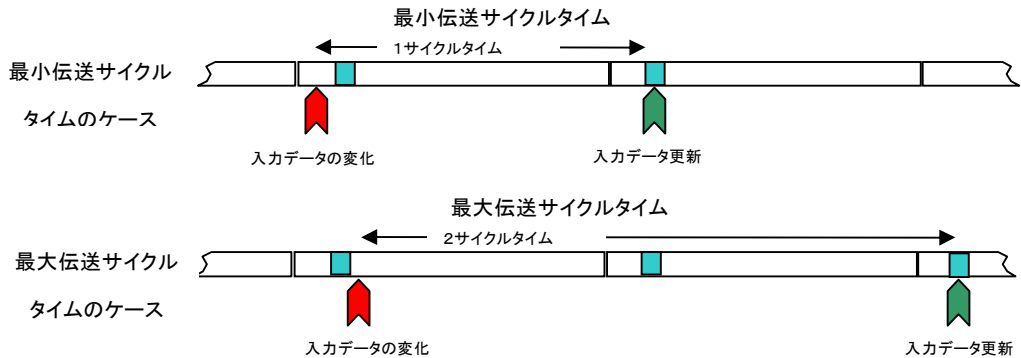 最小伝送サイクルタイム
1サイクルタイム
最小伝送サイクル
タイムのケース
入力データの変化
入力データ更新
最大伝送サイクルタイム
2サイクルタイム
最大伝送サイクル
タイムのケース
入力データの変化
入力データ更新